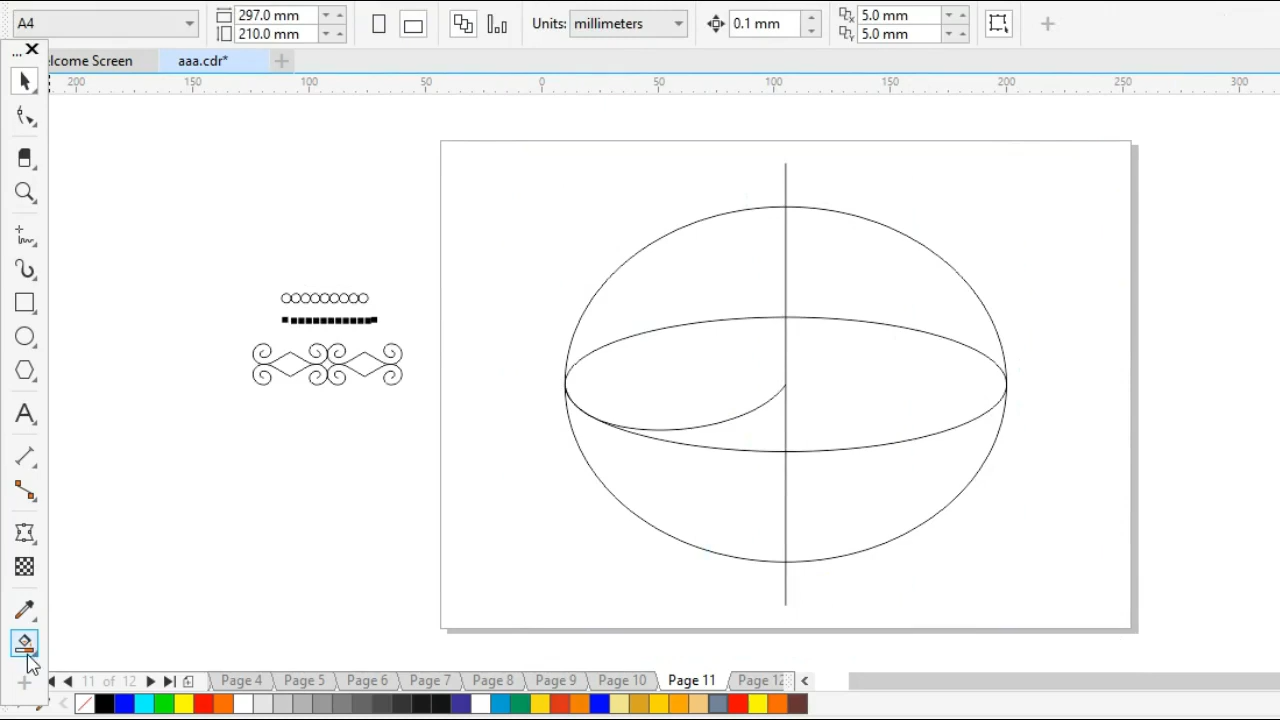 A4
297.0 mm
210.0 mm
Units: millimeters
0.1 mm
5.0 mm
5.0 mm
... 
elcome Screen
aaa.cdr*
200 150 100 50 0 50 100 150 200 250 300
11 of 12
Page 4
Page 5
Page 6
Page 7
Page 8
Page 9
Page 10
Page 11
Page 12